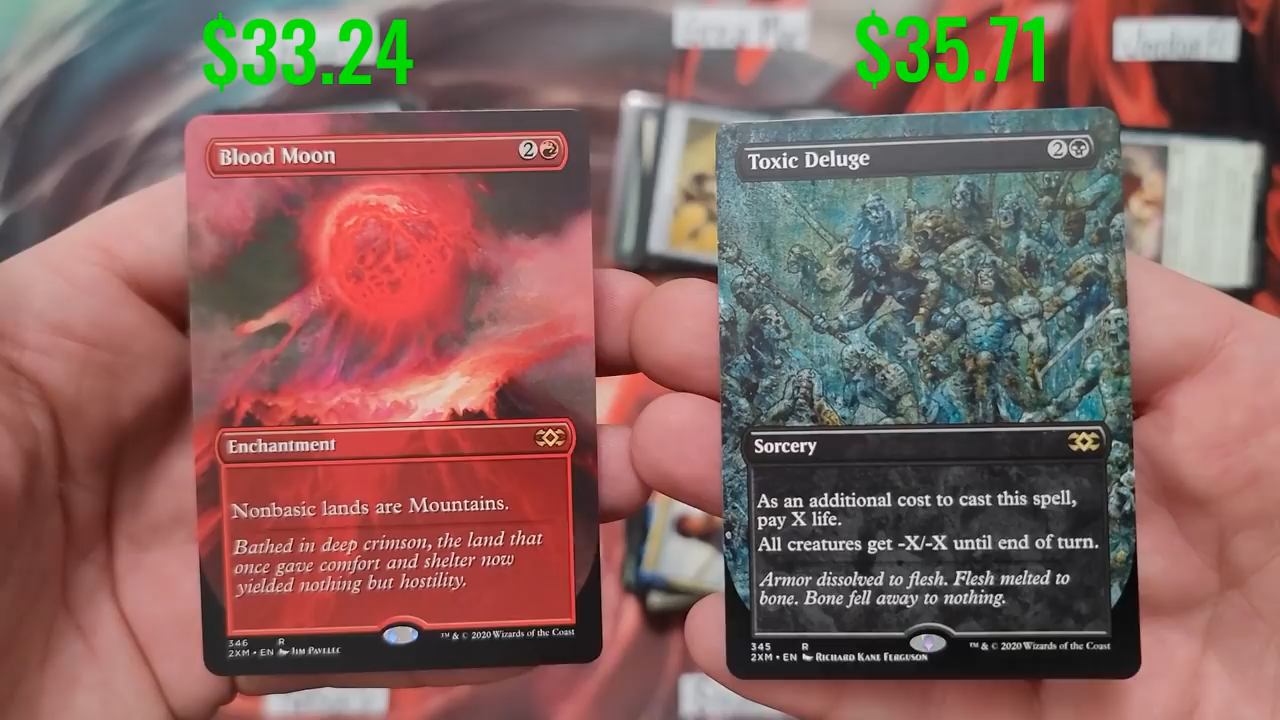 $33.24
$35.71
Blood Moon 2
Enchantment
Nonbasic lands are Mountains.
Bathed in deep crimson, the land that
once gave comfort and shelter now
yielded nothing but hostility.
346 R
2XM • EN Jim Pavelec
™ & © 2020 Wizards of the Coast
Toxic Deluge 2
Sorcery
As an additional cost to cast this spell,
pay X life.
All creatures get -X/-X until end of turn.
Armor dissolved to flesh. Flesh melted to
bone. Bone fell away to nothing.
345 R
2XM • EN Richard Kane Ferguson
™ & © 2020 Wizards of the Coast